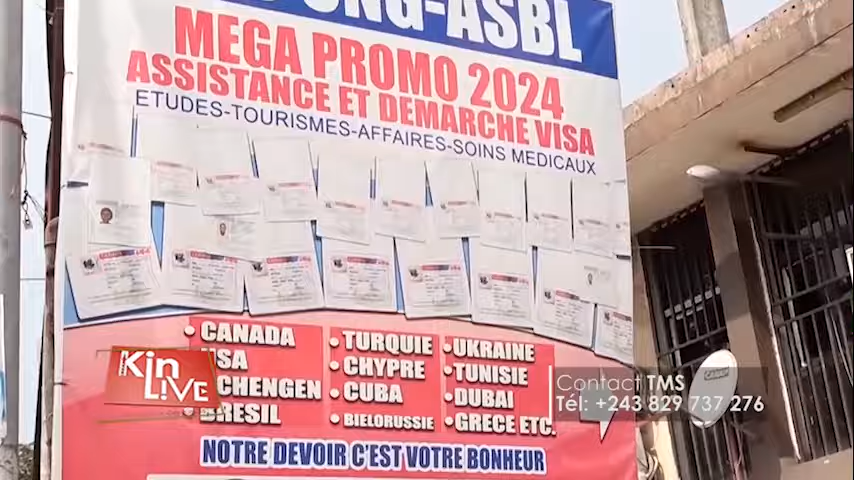 ONG-ASBL
MEGA PROMO 2024
ASSISTANCE ET DEMARCHE VISA
ETUDES-TOURISMES-AFFAIRES-SOINS MEDICAUX
• CANADA
USA
CHENGEN
BRESIL
• TURQUIE
• CHYPRE
• CUBA
• BIELORUSSIE
• UKRAINE
• TUNISIE
• DUBAI
• GRECE ETC.
NOTRE DEVOIR C'EST VOTRE BONHEUR
Kin
LIVE
Contact TMS
Tél: +243 829 737 276